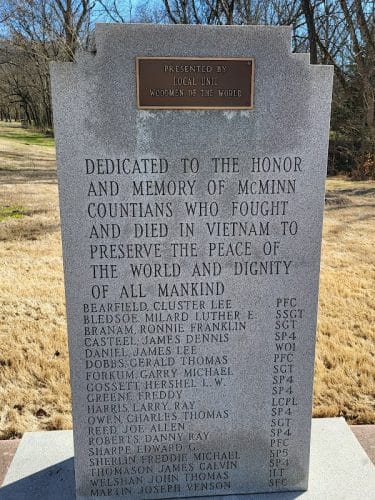 PRESENTED BY
LOCAL UNIT
WOODMEN OF THE WORLD
DEDICATED TO THE HONOR
AND MEMORY OF MCMINN
COUNTIANS WHO FOUGHT
AND DIED IN VIETNAM TO
PRESERVE THE PEACE OF
THE WORLD AND DIGNITY
OF ALL MANKIND
BEARFIELD, CLUSTER LEE PFC
BLEDSOE, MILARD LUTHER E. SSGT
BRANAM, RONNIE FRANKLIN SGT
CASTEEL, JAMES DENNIS SP4
DANIEL, JAMES LEE WO1
DOBBS, GERALD THOMAS PFC
FORKUM, GARRY MICHAEL SGT
GOSSETT, HERSHEL L. W. SP4
GREENE, FREDDY SP4
HARRIS, LARRY, RAY LCPL
OWEN, CHARLES THOMAS SP4
REED, JOE ALLEN SGT
ROBERTS, DANNY RAY SP4
SHARPE, EDWARD G. PFC
SHERLIN, FREDDIE MICHAEL SP5
THOMASON, JAMES CALVIN SP4
WELSHAN, JOHN THOMAS 1LT
MARTIN, JOSEPH VENSON SFC